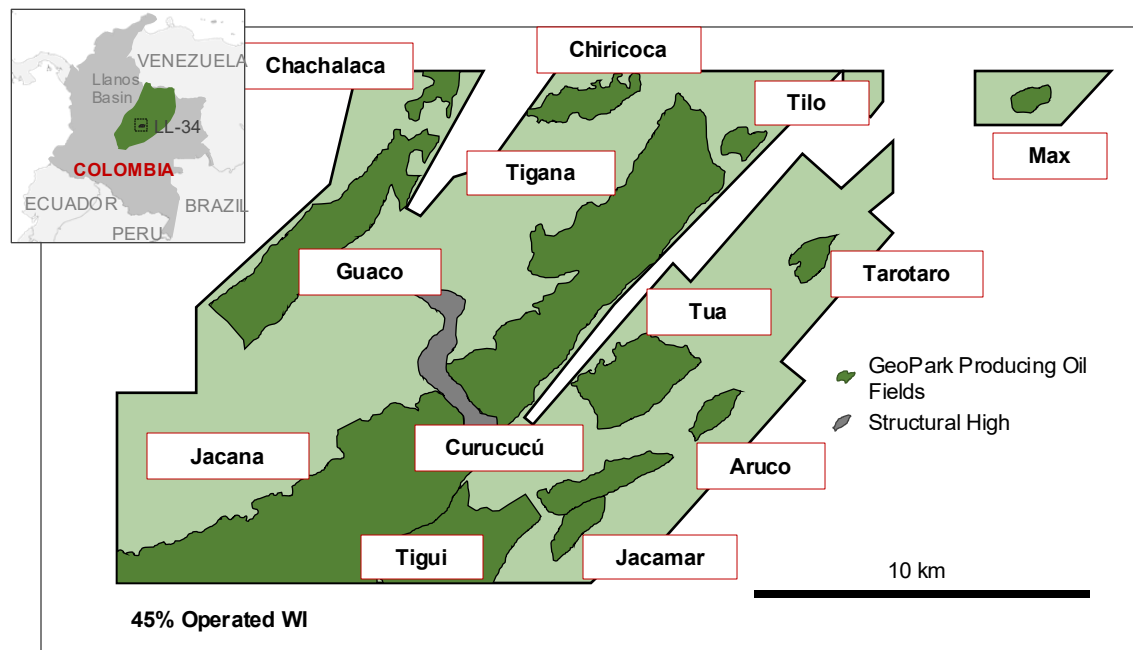 VENEZUELA
Llanos
Basin
LL-34
COLOMBIA
ECUADOR
BRAZIL
PERU
Chachalaca
Chiricoca
Tilo
Max
Tigana
Guaco
Tarotaro
Tua
GeoPark Producing Oil
Fields
Structural High
Jacana
Curucucú
Aruco
Tigui
Jacamar
10 km
45% Operated WI